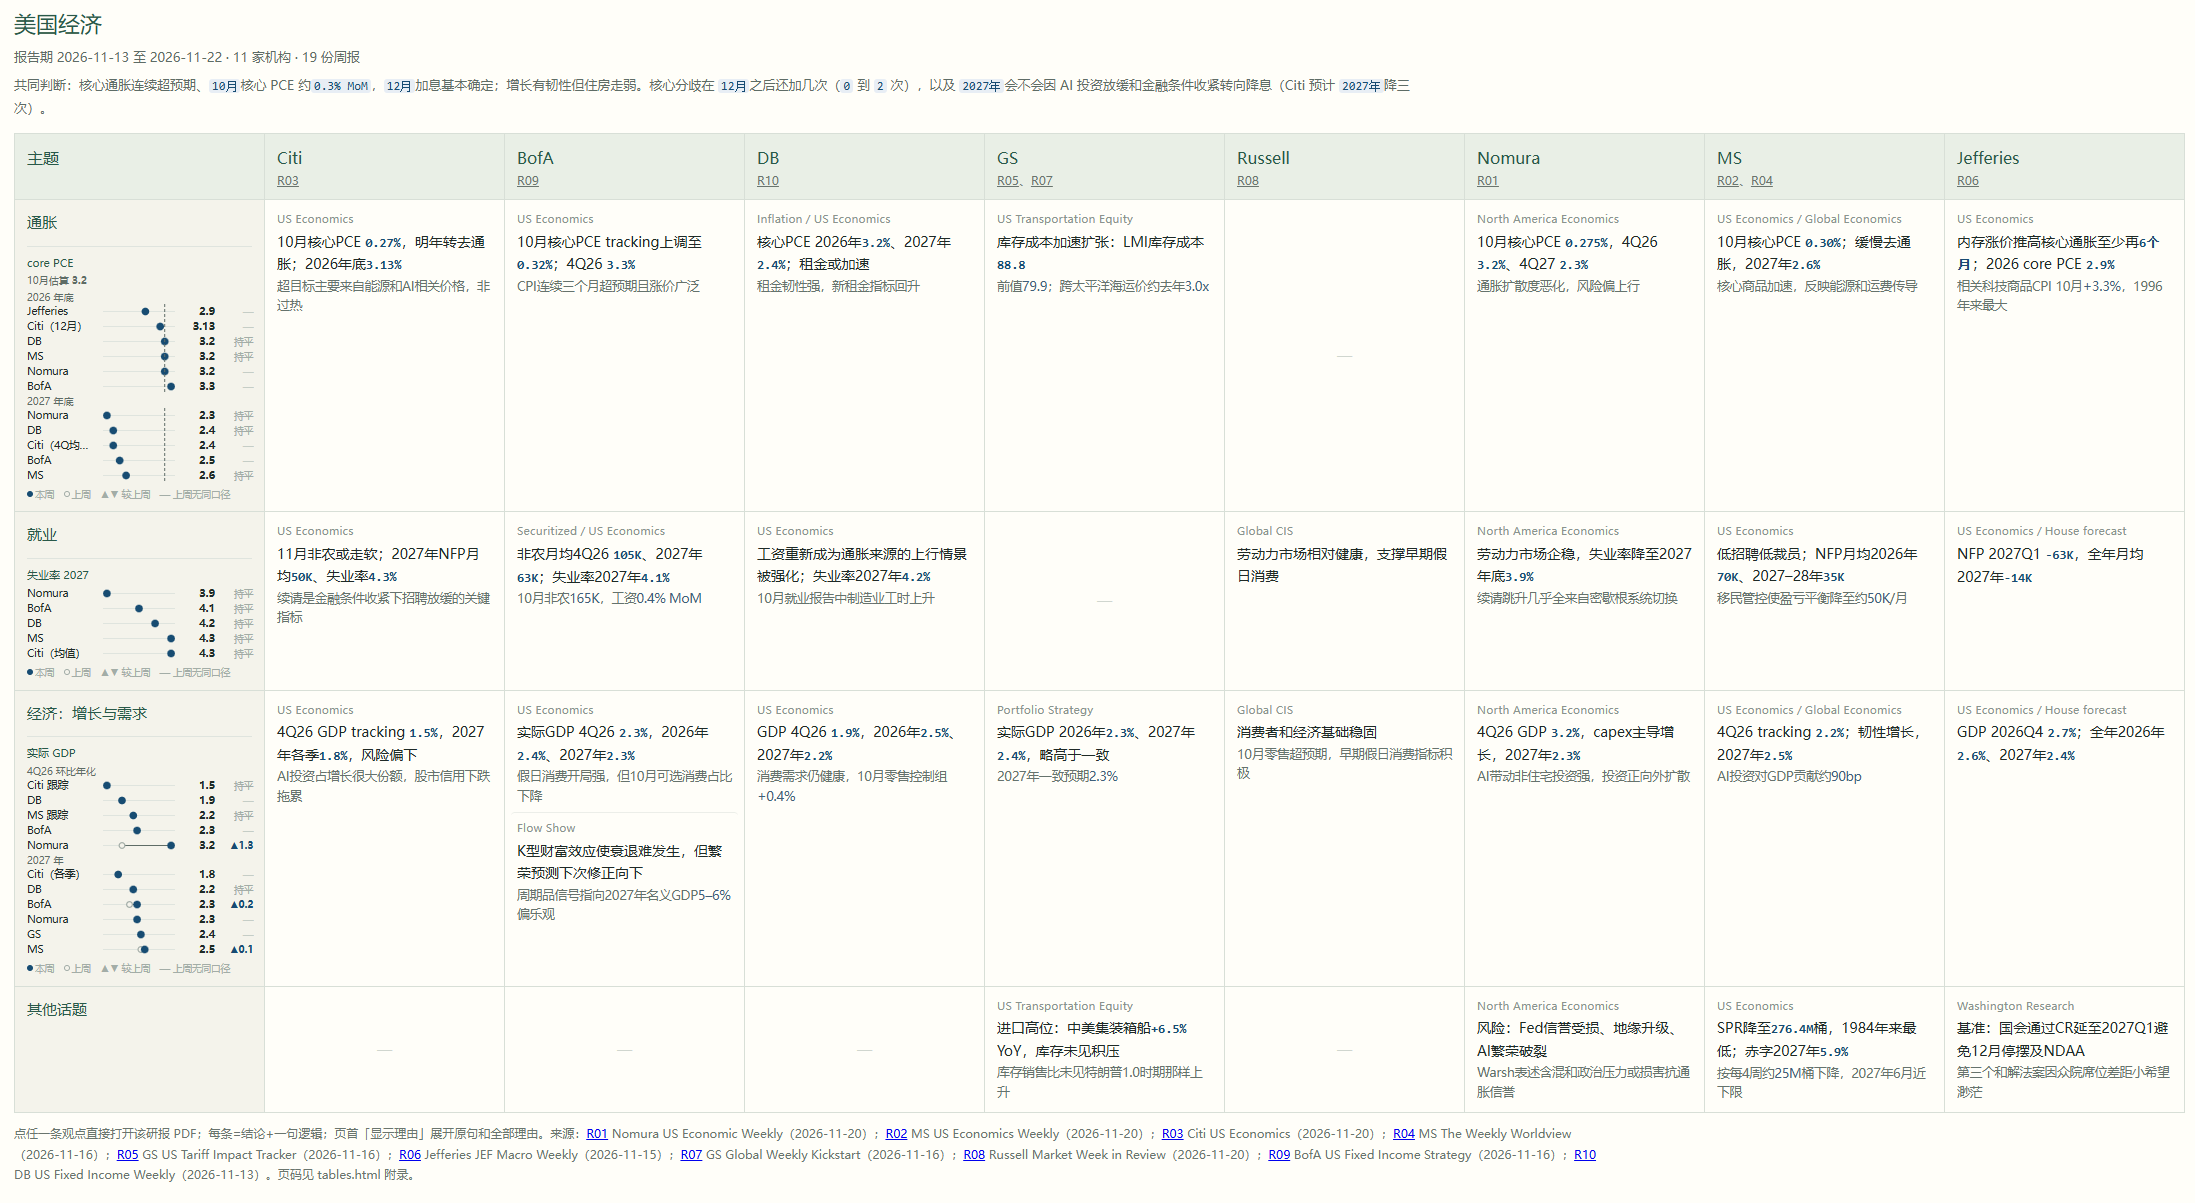 美国经济
报告期 2026-11-13 至 2026-11-22 · 11 家机构 · 19 份周报
共同判断：核心通胀连续超预期、10月核心 PCE 约 0.3% MoM，12月加息基本确定；增长有韧性但住房走弱。核心分歧在 12月之后还加几次（0 到 2 次），以及 2027年会不会因 AI 投资放缓和金融条件收紧转向降息（Citi 预计 2027年降三
次）。
主题
Citi
R03
BofA
R09
DB
R10
GS
R05、R07
Russell
R08
Nomura
R01
MS
R02、R04
Jefferies
R06
通胀
core PCE
10月估算 3.2
2026 年底
Jefferies 2.9 —
Citi（12月） 3.13 —
DB 3.2 持平
MS 3.2 持平
Nomura 3.2 —
BofA 3.3 —
2027 年底
Nomura 2.3 持平
DB 2.4 持平
Citi（4Q均... 2.4 —
BofA 2.5 —
MS 2.6 持平
●本周 ○上周 ▲▼ 较上周 — 上周无同口径
US Economics
10月核心PCE 0.27%，明年转去通
胀；2026年底3.13%
超目标主要来自能源和AI相关价格，非
过热
US Economics
10月核心PCE tracking上调至
0.32%；4Q26 3.3%
CPI连续三个月超预期且涨价广泛
Inflation / US Economics
核心PCE 2026年3.2%、2027年
2.4%；租金或加速
租金韧性强，新租金指标回升
US Transportation Equity
库存成本加速扩张：LMI库存成本
88.8
前值79.9；跨太平洋海运价约去年3.0x
—
North America Economics
10月核心PCE 0.275%，4Q26
3.2%、4Q27 2.3%
通胀扩散度恶化，风险偏上行
US Economics / Global Economics
10月核心PCE 0.30%；缓慢去通
胀，2027年2.6%
核心商品加速，反映能源和运费传导
US Economics
内存涨价推高核心通胀至少再6个
月；2026 core PCE 2.9%
相关科技商品CPI 10月+3.3%，1996
年来最大
就业
失业率 2027
Nomura 3.9 持平
BofA 4.1 持平
DB 4.2 持平
MS 4.3 持平
Citi（均值） 4.3 持平
●本周 ○上周 ▲▼ 较上周 — 上周无同口径
US Economics
11月非农或走软；2027年NFP月
均50K、失业率4.3%
续请是金融条件收紧下招聘放缓的关键
指标
Securitized / US Economics
非农月均4Q26 105K、2027年
63K；失业率2027年4.1%
10月非农165K，工资0.4% MoM
US Economics
工资重新成为通胀来源的上行情景
被强化；失业率2027年4.2%
10月就业报告中制造业工时上升
—
Global CIS
劳动力市场相对健康，支撑早期假
日消费
North America Economics
劳动力市场企稳，失业率降至2027
年底3.9%
续请跳升几乎全来自密歇根系统切换
US Economics
低招聘低裁员；NFP月均2026年
70K、2027–28年35K
移民管控使盈亏平衡降至约50K/月
US Economics / House forecast
NFP 2027Q1 -63K，全年月均
2027年-14K
经济：增长与需求
实际 GDP
4Q26 环比年化
Citi 跟踪 1.5 持平
DB 1.9 —
MS 跟踪 2.2 持平
BofA 2.3 —
Nomura 3.2 ▲1.3
2027 年
Citi（各季） 1.8 —
DB 2.2 持平
BofA 2.3 ▲0.2
Nomura 2.3 —
GS 2.4 —
MS 2.5 ▲0.1
●本周 ○上周 ▲▼ 较上周 — 上周无同口径
US Economics
4Q26 GDP tracking 1.5%，2027
年各季1.8%，风险偏下
AI投资占增长很大份额，股市信用下跌
拖累
US Economics
实际GDP 4Q26 2.3%，2026年
2.4%、2027年2.3%
假日消费开局强，但10月可选消费占比
下降
Flow Show
K型财富效应使衰退难发生，但繁
荣预测下次修正向下
周期品信号指向2027年名义GDP5–6%
偏乐观
US Economics
GDP 4Q26 1.9%，2026年2.5%、
2027年2.2%
消费需求仍健康，10月零售控制组
+0.4%
Portfolio Strategy
实际GDP 2026年2.3%、2027年
2.4%，略高于一致
2027年一致预期2.3%
Global CIS
消费者和经济基础稳固
10月零售超预期，早期假日消费指标积
极
North America Economics
4Q26 GDP 3.2%，capex主导增
长，2027年2.3%
AI带动非住宅投资强，投资正向外扩散
US Economics / Global Economics
4Q26 tracking 2.2%；韧性增长，
2027年2.5%
AI投资对GDP贡献约90bp
US Economics / House forecast
GDP 2026Q4 2.7%；全年2026年
2.6%、2027年2.4%
其他话题
—
—
—
US Transportation Equity
进口高位：中美集装箱船+6.5%
YoY，库存未见积压
库存销售比未见特朗普1.0时期那样上
升
—
North America Economics
风险：Fed信誉受损、地缘升级、
AI繁荣破裂
Warsh表述含混和政治压力或损害抗通
胀信誉
US Economics
SPR降至276.4M桶，1984年来最
低；赤字2027年5.9%
按每4周约25M桶下降，2027年6月近
下限
Washington Research
基准：国会通过CR延至2027Q1避
免12月停摆及NDAA
第三个和解法案因众院席位差距小希望
渺茫
点任一条观点直接打开该研报 PDF；每条=结论+一句逻辑；页首「显示理由」展开原句和全部理由。来源：R01 Nomura US Economic Weekly（2026-11-20）；R02 MS US Economics Weekly（2026-11-20）；R03 Citi US Economics（2026-11-20）；R04 MS The Weekly Worldview
（2026-11-16）；R05 GS US Tariff Impact Tracker（2026-11-16）；R06 Jefferies JEF Macro Weekly（2026-11-15）；R07 GS Global Weekly Kickstart（2026-11-16）；R08 Russell Market Week in Review（2026-11-20）；R09 BofA US Fixed Income Strategy（2026-11-16）；R10
DB US Fixed Income Weekly（2026-11-13）。页码见 tables.html 附录。